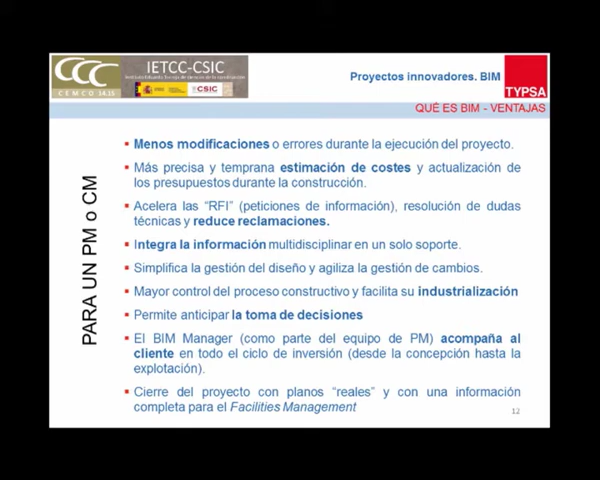 CCC
CEMCO 14.15
IETCC-CSIC
CSIC
Proyectos innovadores. BIM
TYPSA
QUÉ ES BIM - VENTAJAS
PARA UN PM o CM
Menos modificaciones o errores durante la ejecución del proyecto.
Más precisa y temprana estimación de costes y actualización de
los presupuestos durante la construcción.
Acelera las “RFI” (peticiones de información), resolución de dudas
técnicas y reduce reclamaciones.
Integra la información multidisciplinar en un solo soporte.
Simplifica la gestión del diseño y agiliza la gestión de cambios.
Mayor control del proceso constructivo y facilita su industrialización
Permite anticipar la toma de decisiones
El BIM Manager (como parte del equipo de PM) acompaña al
cliente en todo el ciclo de inversión (desde la concepción hasta la
explotación).
Cierre del proyecto con planos “reales” y con una información
completa para el Facilities Management
12